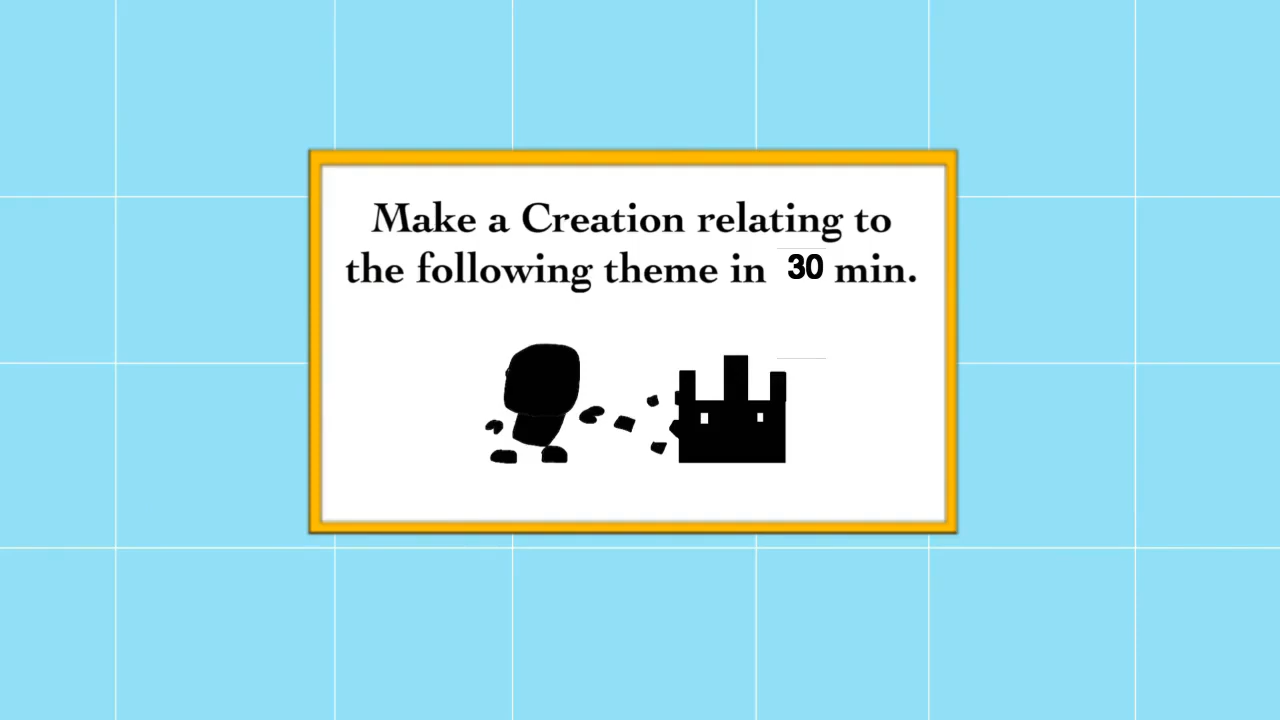 Make a Creation relating to
the following theme in 30 min.